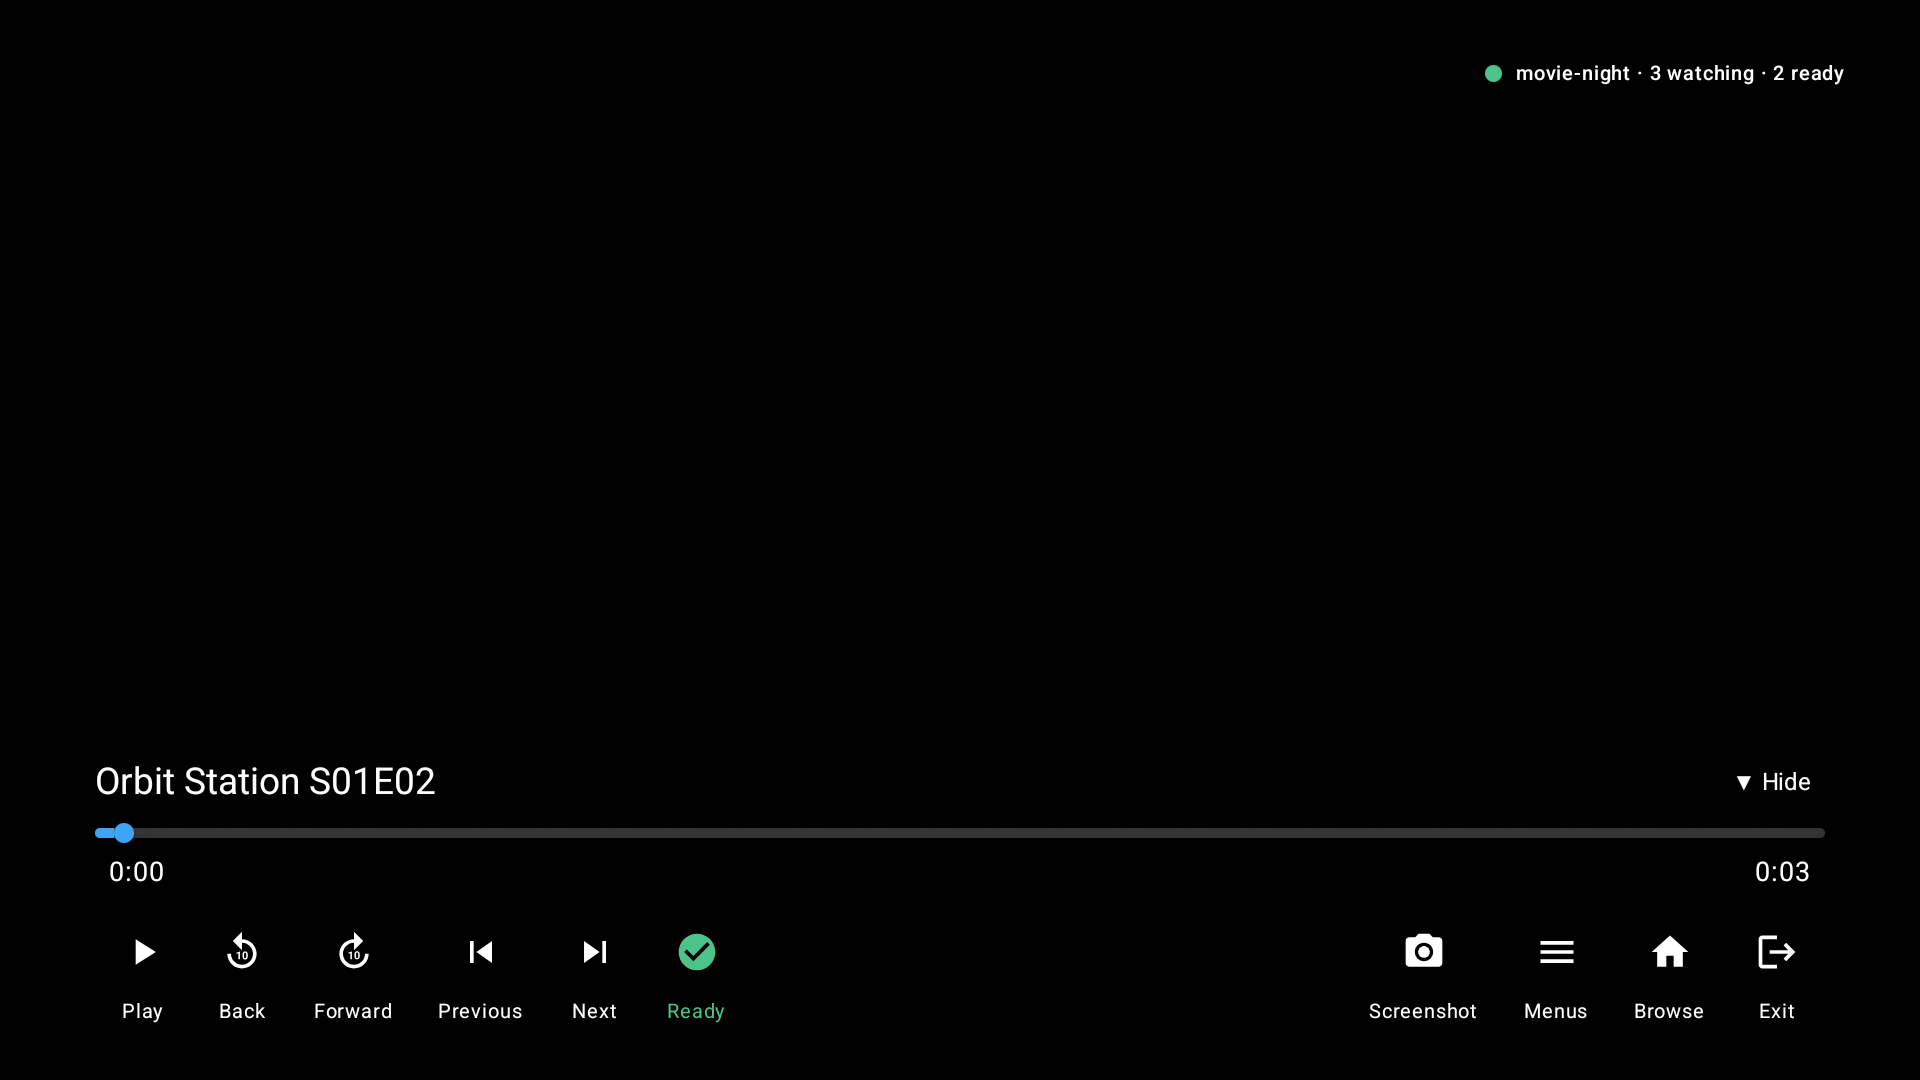 movie-night · 3 watching · 2 ready
Orbit Station S01E02
▼ Hide
0:00
0:03
10
10
Play
Back
Forward
Previous
Next
Ready
Screenshot
Menus
Browse
Exit